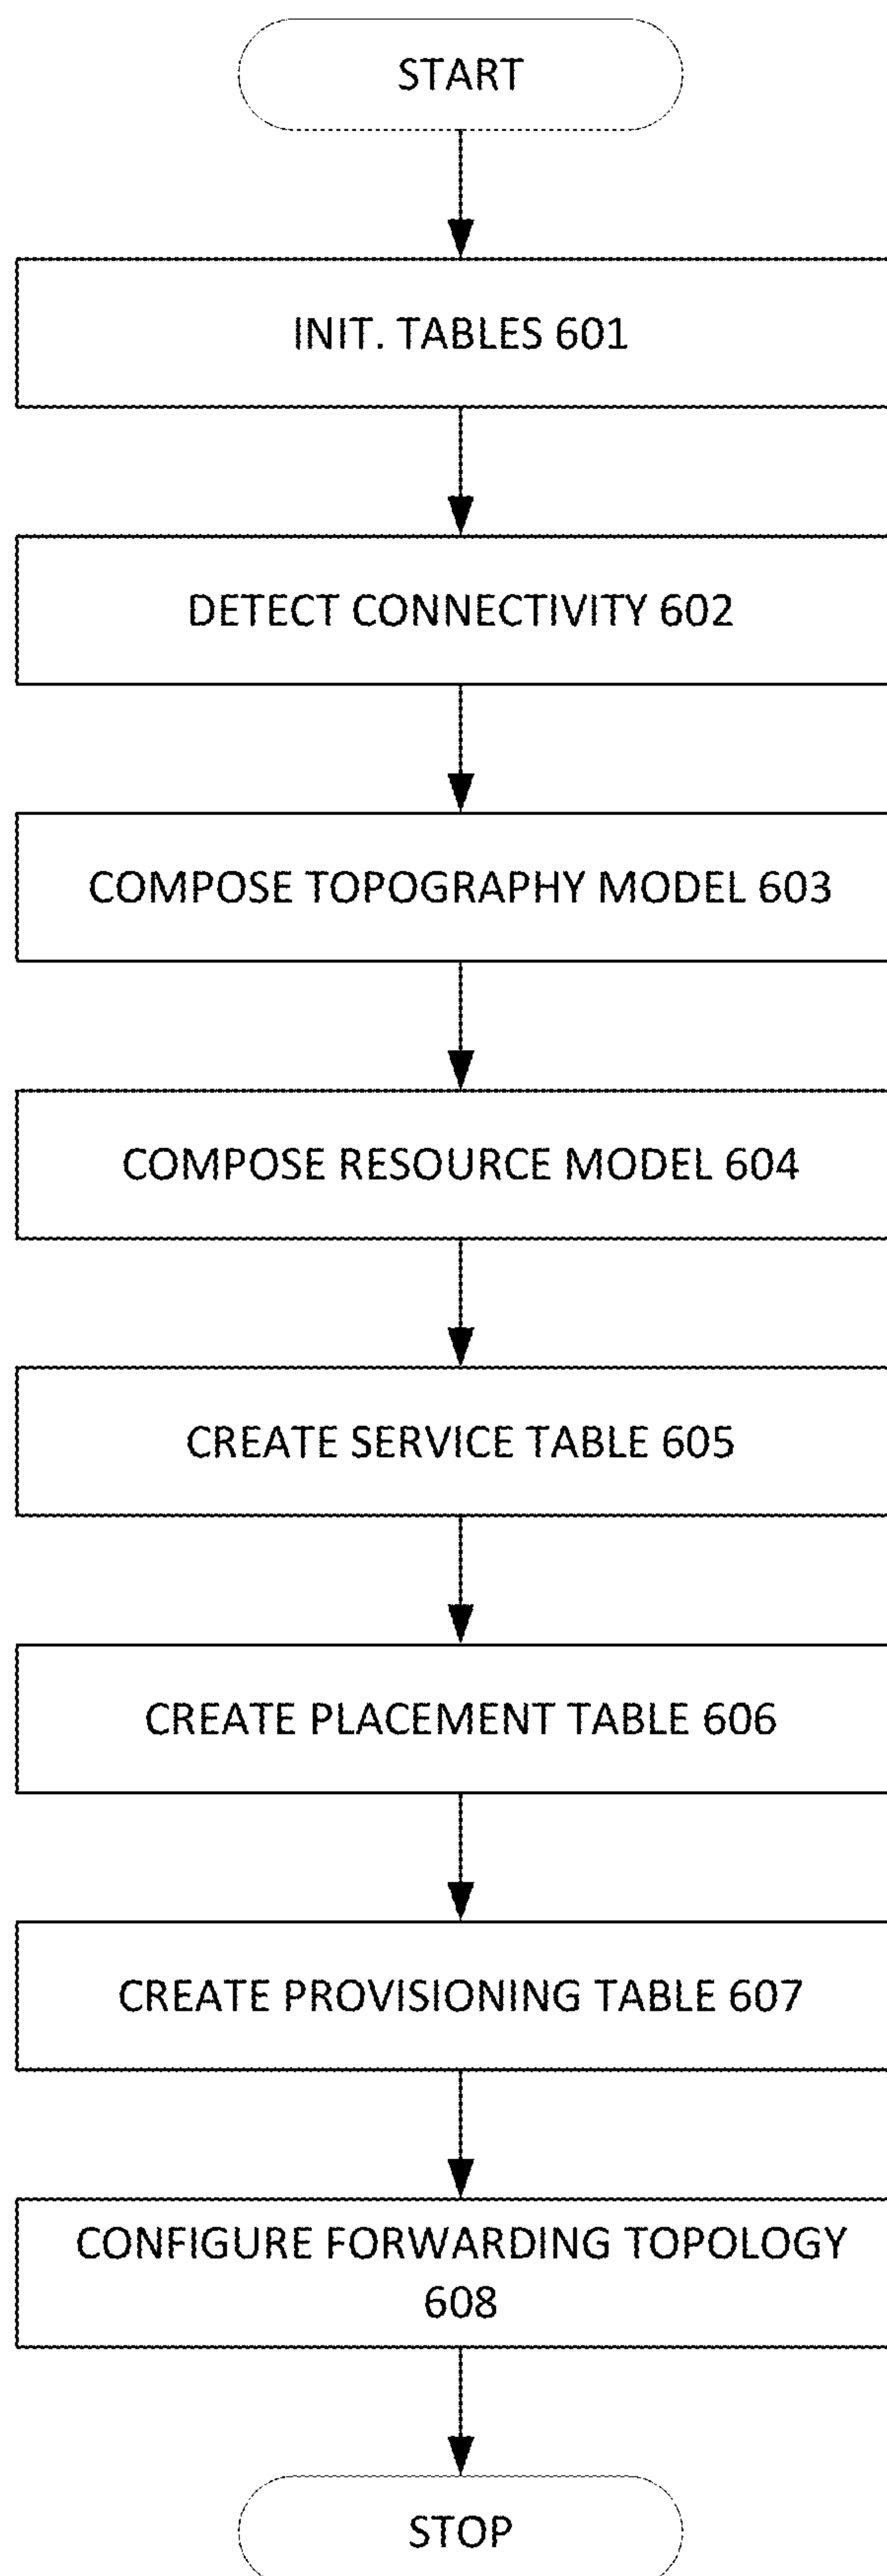 START
INIT. TABLES 601
DETECT CONNECTIVITY 602
COMPOSE TOPOGRAPHY MODEL 603
COMPOSE RESOURCE MODEL 604
CREATE SERVICE TABLE 605
CREATE PLACEMENT TABLE 606
CREATE PROVISIONING TABLE 607
CONFIGURE FORWARDING TOPOLOGY
608
STOP